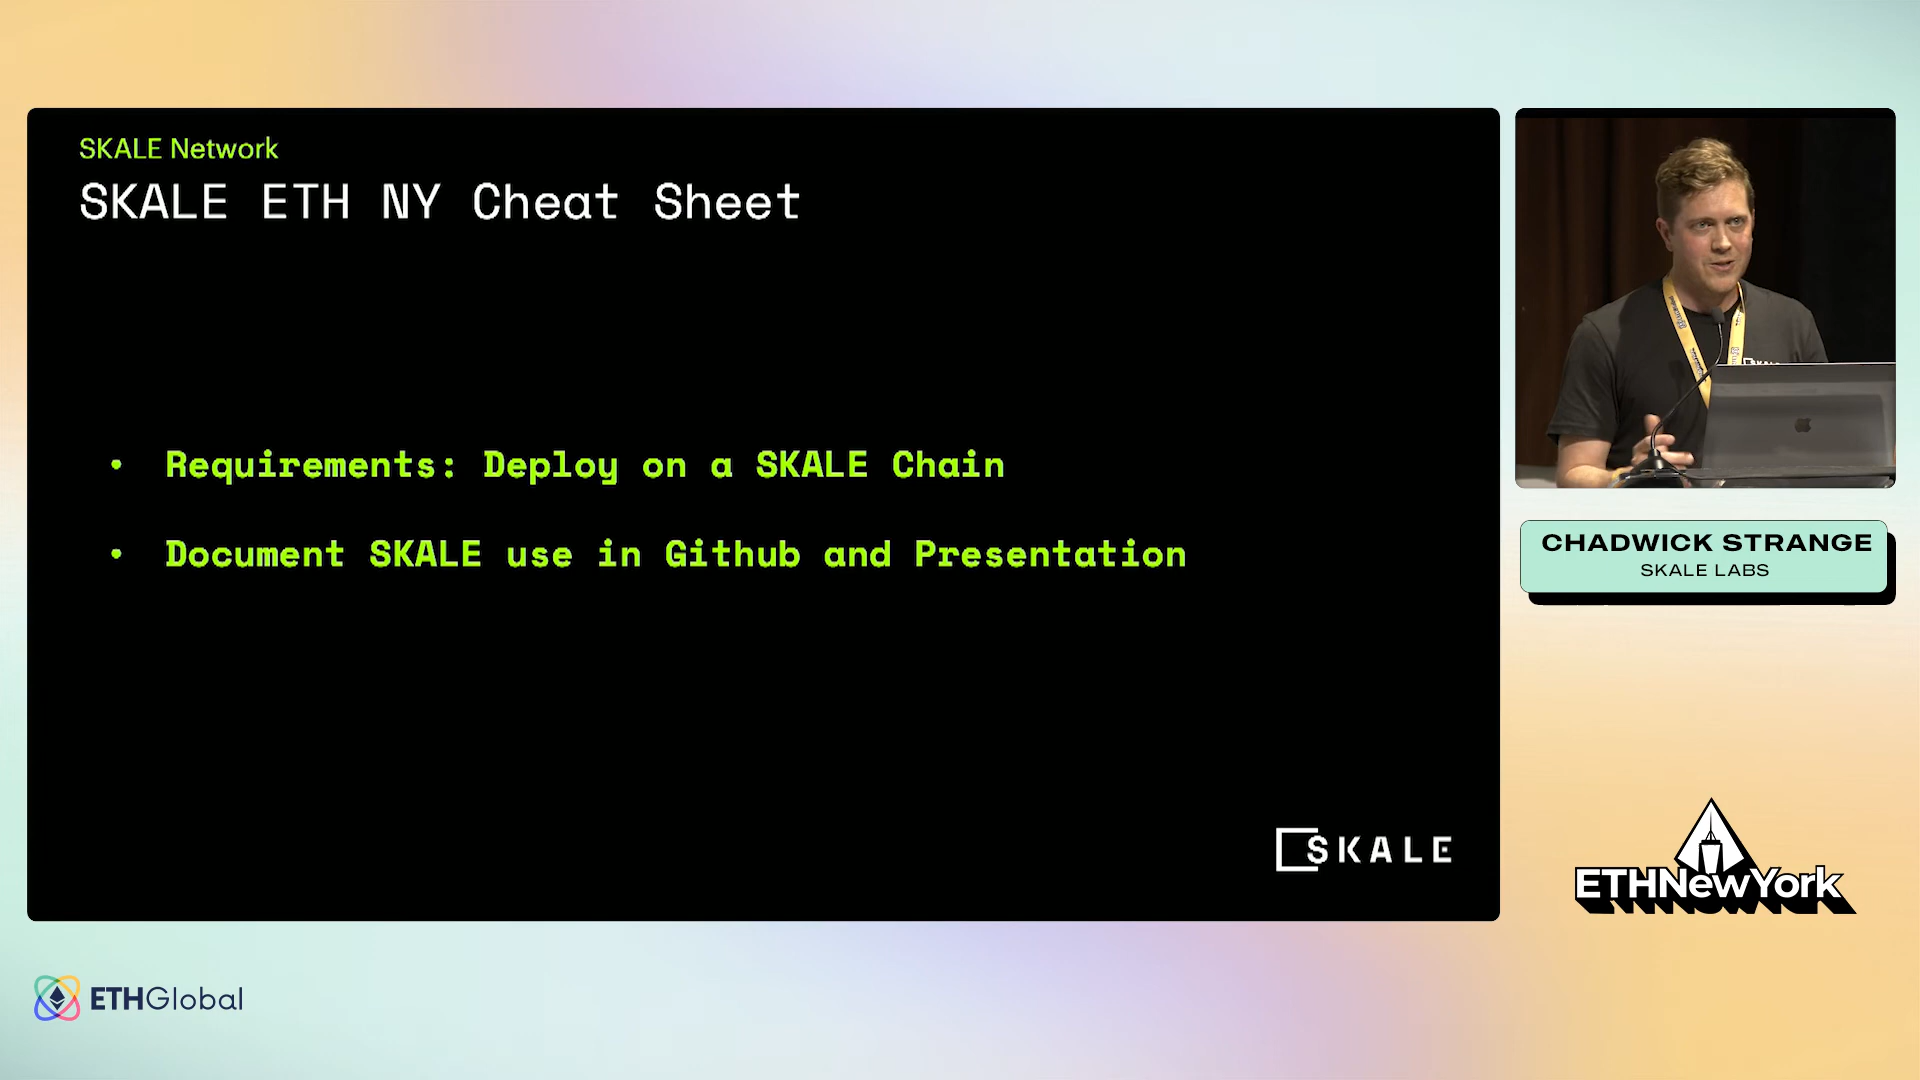 SKALE Network
SKALE ETH NY Cheat Sheet
• Requirements: Deploy on a SKALE Chain
• Document SKALE use in Github and Presentation
SKALE
CHADWICK STRANGE
SKALE LABS
ETHNewYork
ETHGlobal